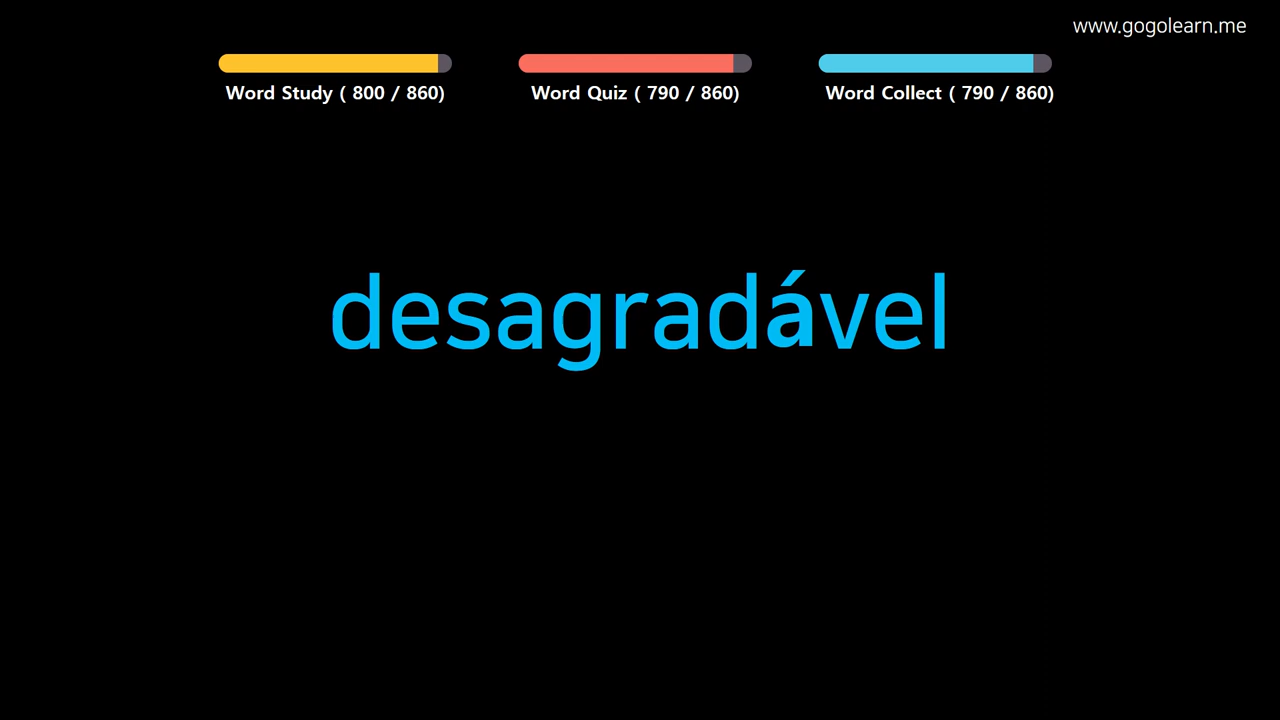 www.gogolearn.me
Word Study ( 800 / 860)
Word Quiz ( 790 / 860)
Word Collect ( 790 / 860)
desagradável